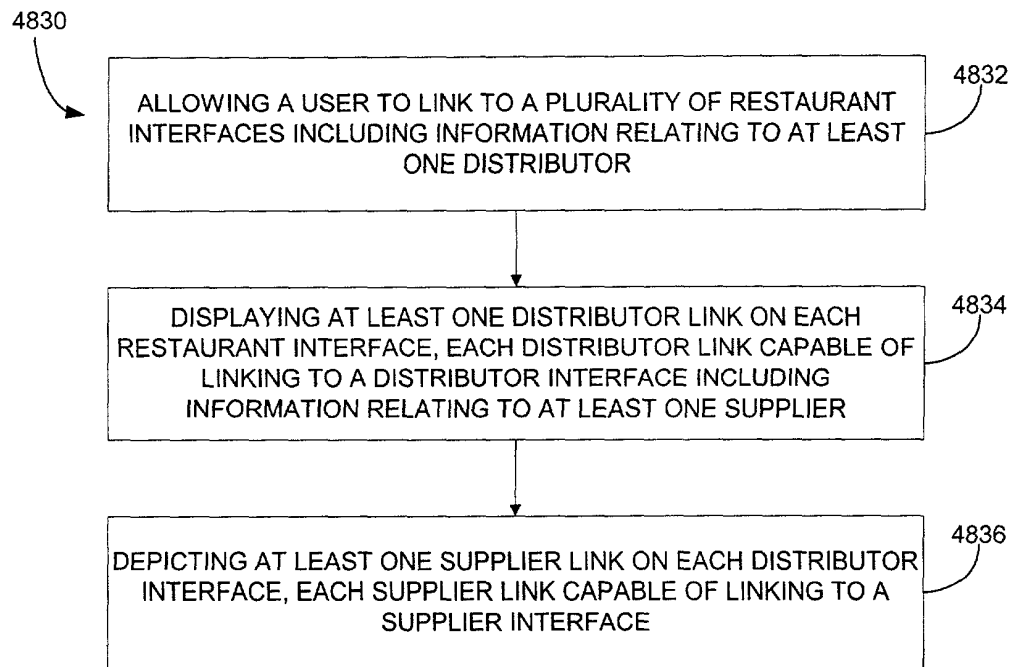 4830
4832
ALLOWING A USER TO LINK TO A PLURALITY OF RESTAURANT
INTERFACES INCLUDING INFORMATION RELATING TO AT LEAST
ONE DISTRIBUTOR
4834
DISPLAYING AT LEAST ONE DISTRIBUTOR LINK ON EACH
RESTAURANT INTERFACE, EACH DISTRIBUTOR LINK CAPABLE OF
LINKING TO A DISTRIBUTOR INTERFACE INCLUDING
INFORMATION RELATING TO AT LEAST ONE SUPPLIER
4836
DEPICTING AT LEAST ONE SUPPLIER LINK ON EACH DISTRIBUTOR
INTERFACE, EACH SUPPLIER LINK CAPABLE OF LINKING TO A
SUPPLIER INTERFACE